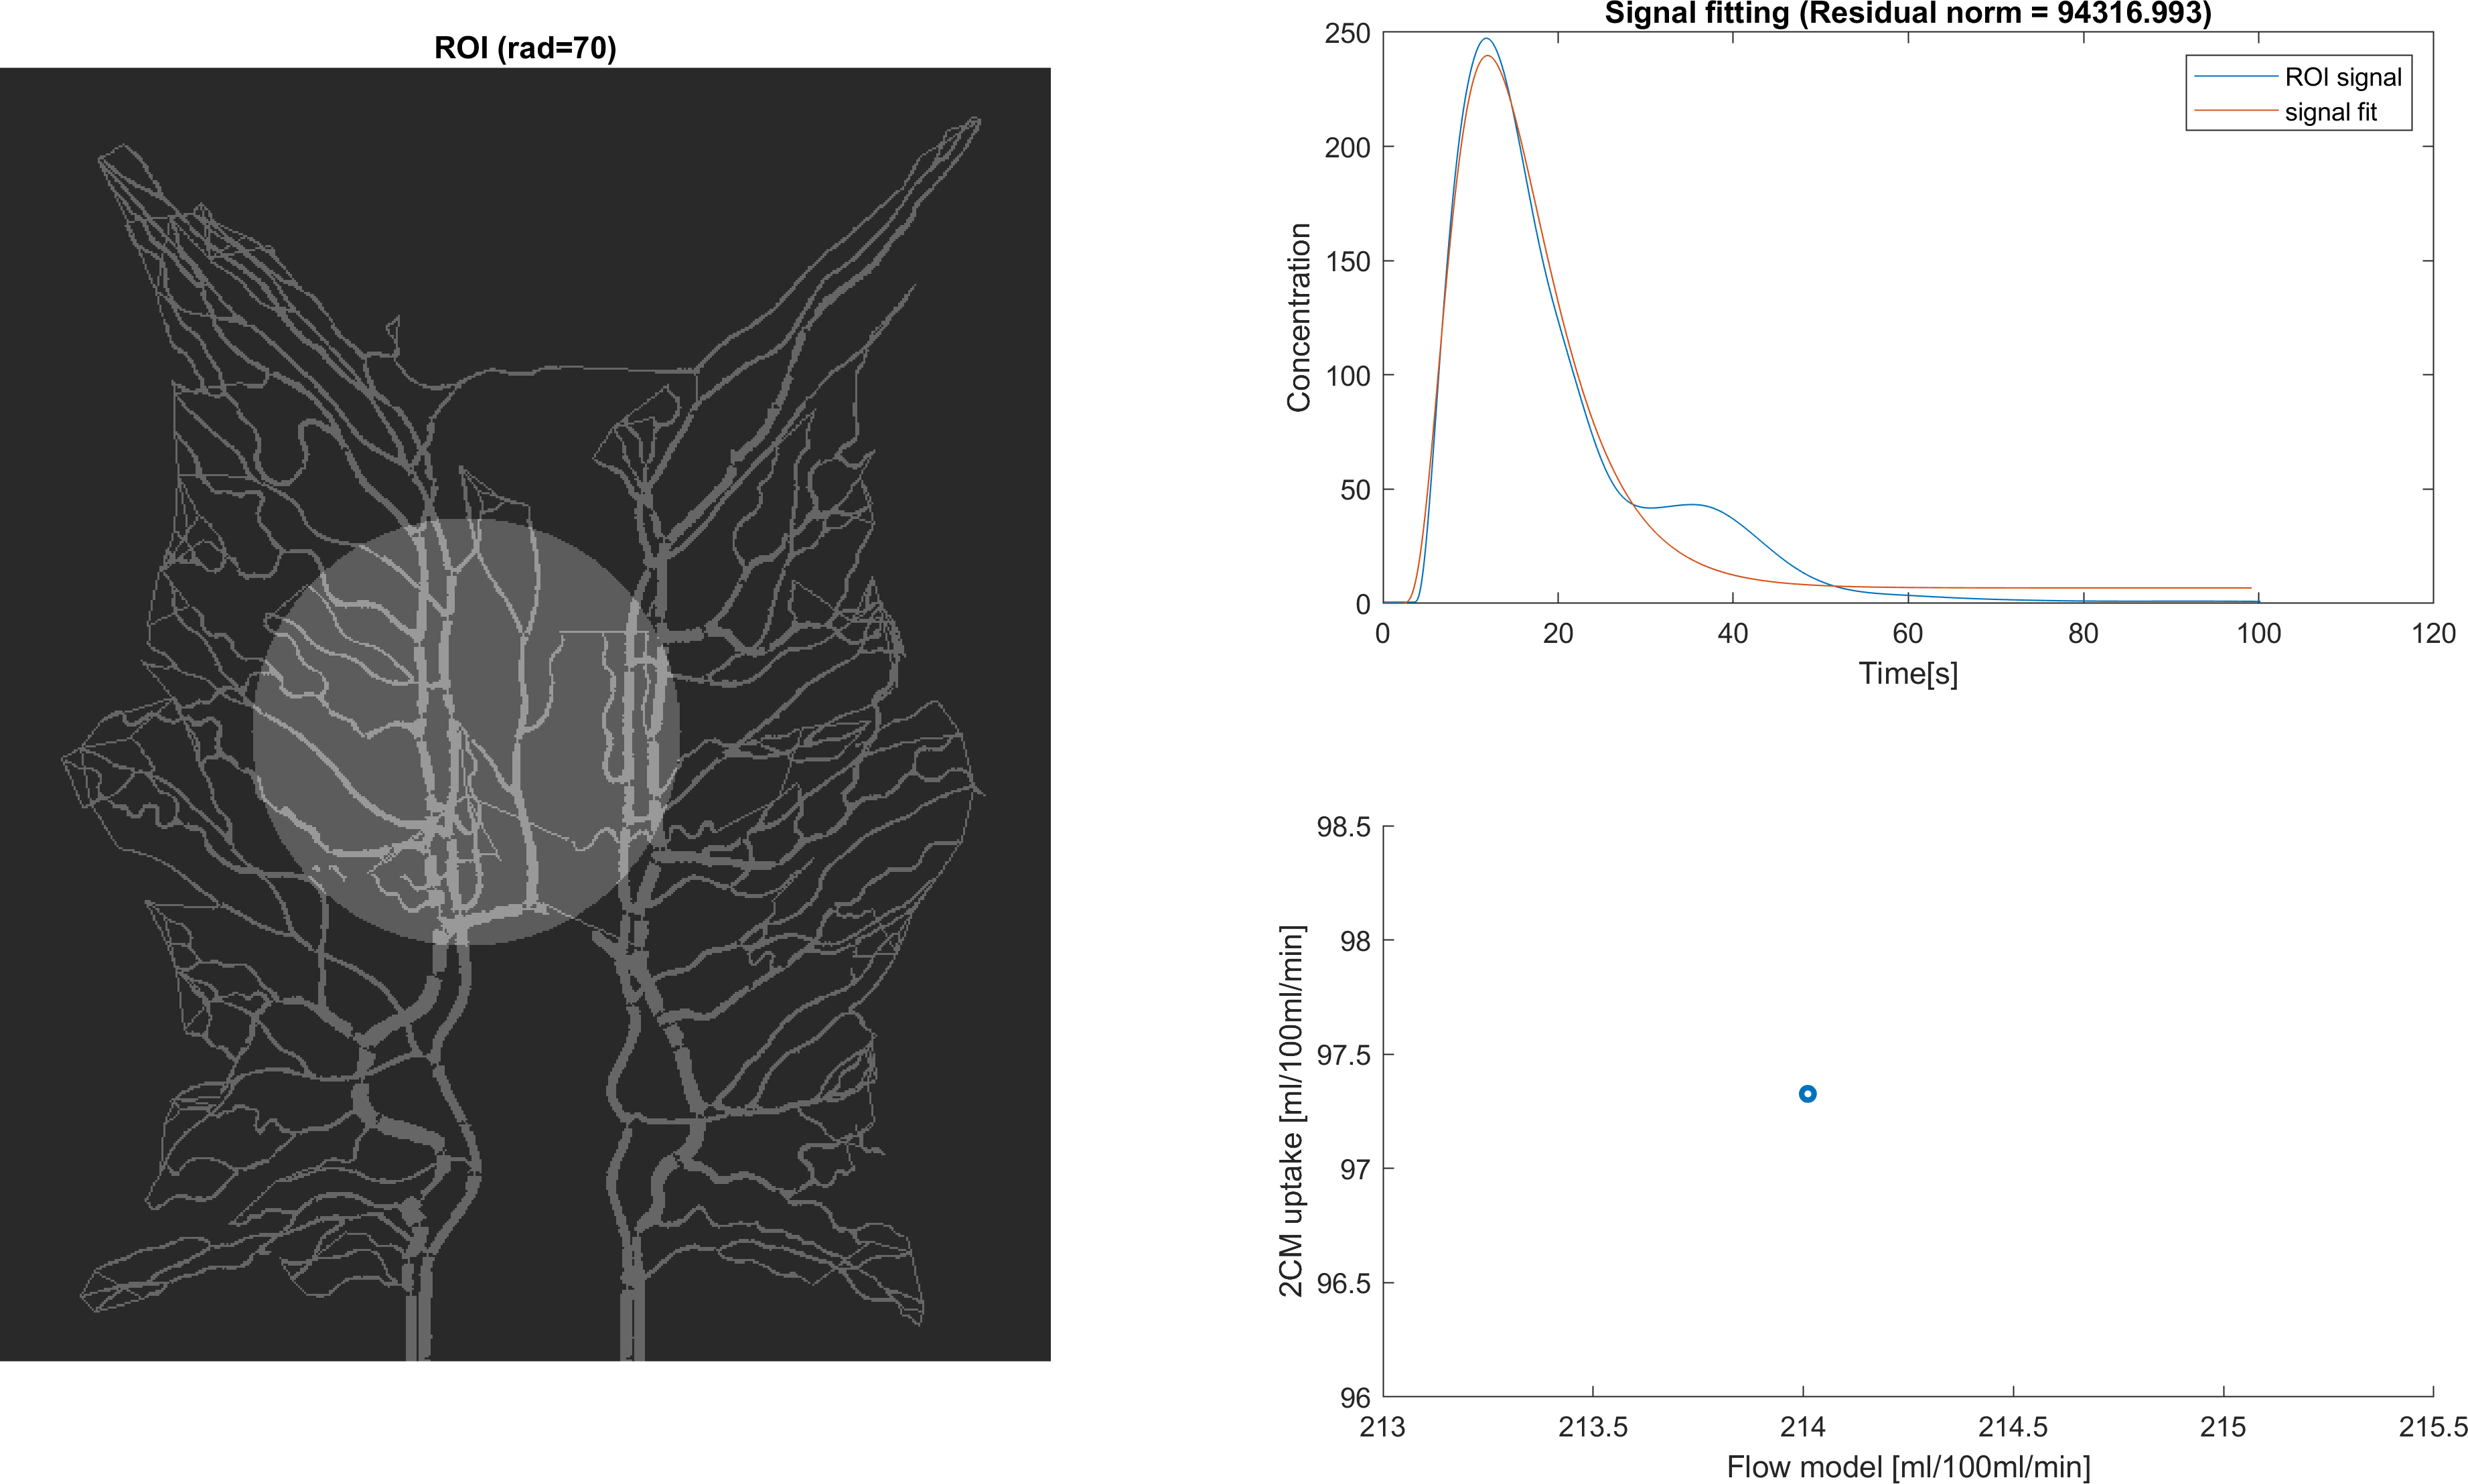 ROI (rad=70)
Signal fitting (Residual norm = 94316.993)
250
200
150
100
50
0
Concentration
ROI signal
signal fit
0 20 40 60 80 100 120
Time[s]
98.5
98
97.5
97
96.5
96
2CM uptake [ml/100ml/min]
213 213.5 214 214.5 215 215.5
Flow model [ml/100ml/min]